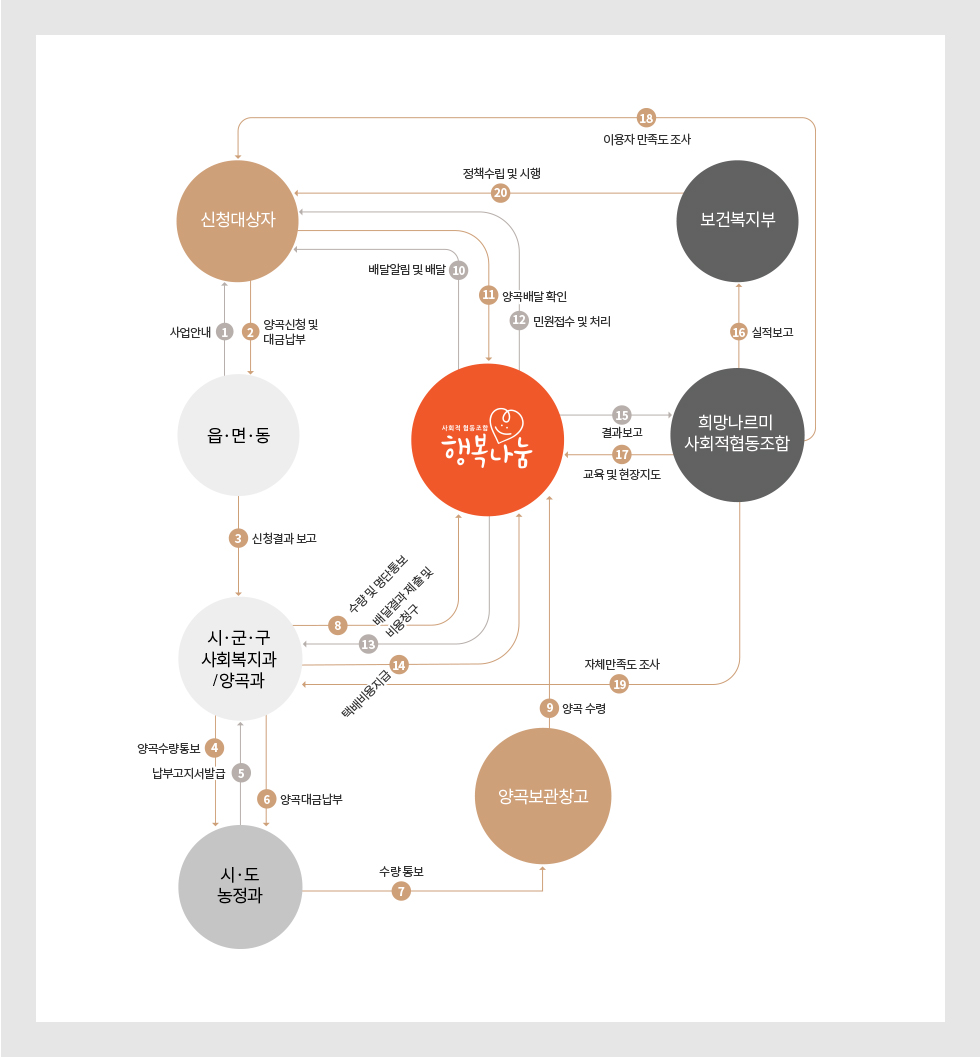 18
이용자 만족도 조사
정책수립 및 시행
20
신청대상자
보건복지부
배달알림 및 배달
10
11
양곡배달 확인
12
민원접수 및 처리
사업안내
1
2
양곡신청 및
대금납부
16
실적보고
읍·면·동
사회적 협동조합
행복나눔
15
결과보고
17
교육 및 현장지도
희망나르미
사회적협동조합
3
신청결과 보고
수량 및 명단통보
8
배달결과 제출 및
비용청구
13
시·군·구
사회복지과
/양곡과
14
택배비용지급
자체만족도 조사
19
9
양곡 수령
양곡수량통보
4
납부고지서발급
5
6
양곡대금납부
양곡보관창고
시·도
농정과
수량 통보
7